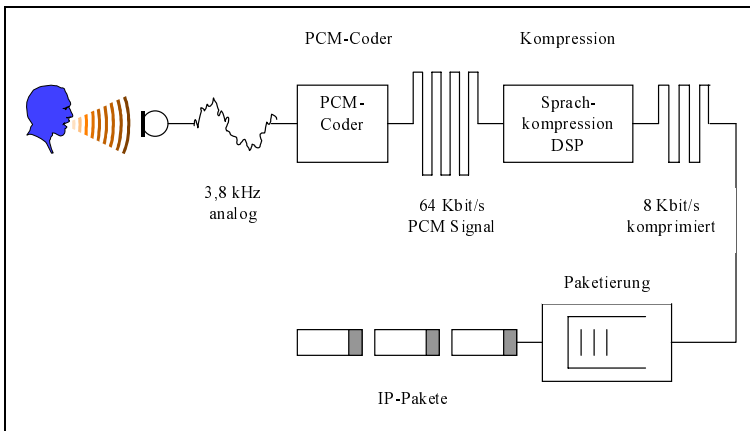 PCM-Coder
Kompression
PCM-
Coder
Sprach-
kompression
DSP
3,8 kHz
analog
64 Kbit/s
PCM Signal
8 Kbit/s
komprimiert
Paketierung
IP-Pakete